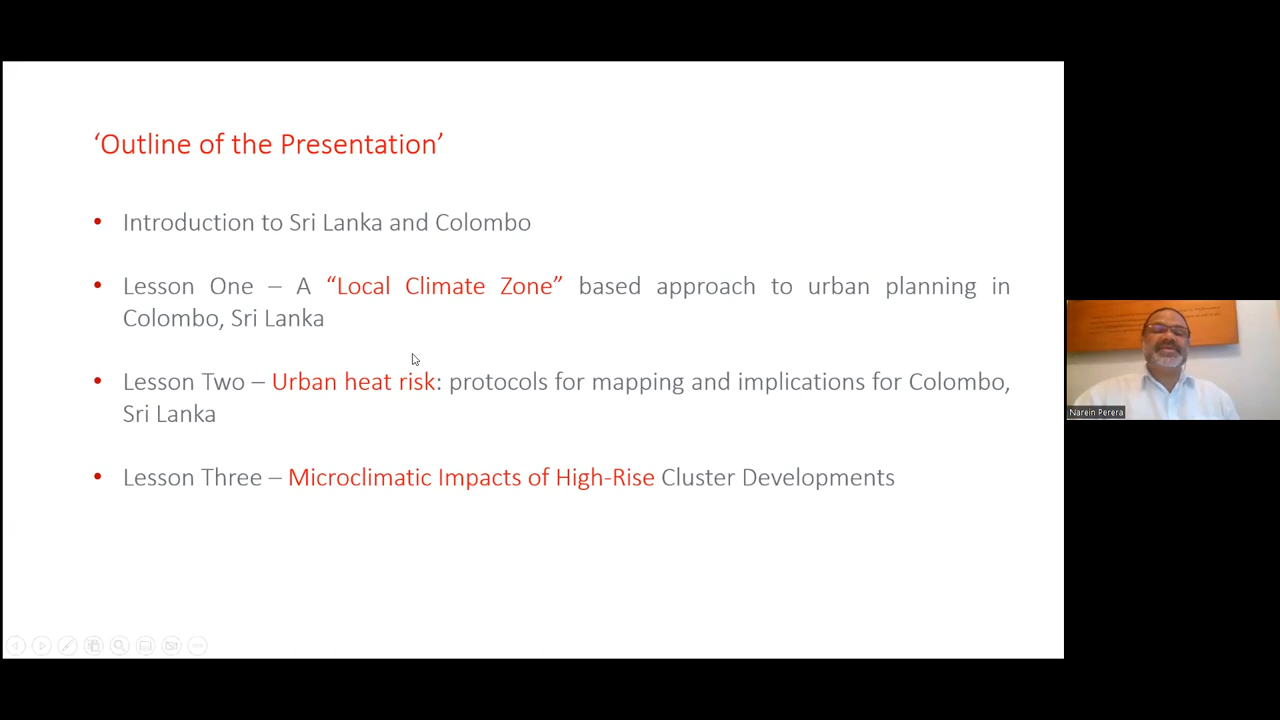 ‘Outline of the Presentation’
• Introduction to Sri Lanka and Colombo
• Lesson One – A “Local Climate Zone” based approach to urban planning in
Colombo, Sri Lanka
• Lesson Two – Urban heat risk: protocols for mapping and implications for Colombo,
Sri Lanka
• Lesson Three – Microclimatic Impacts of High-Rise Cluster Developments
Narein Perera